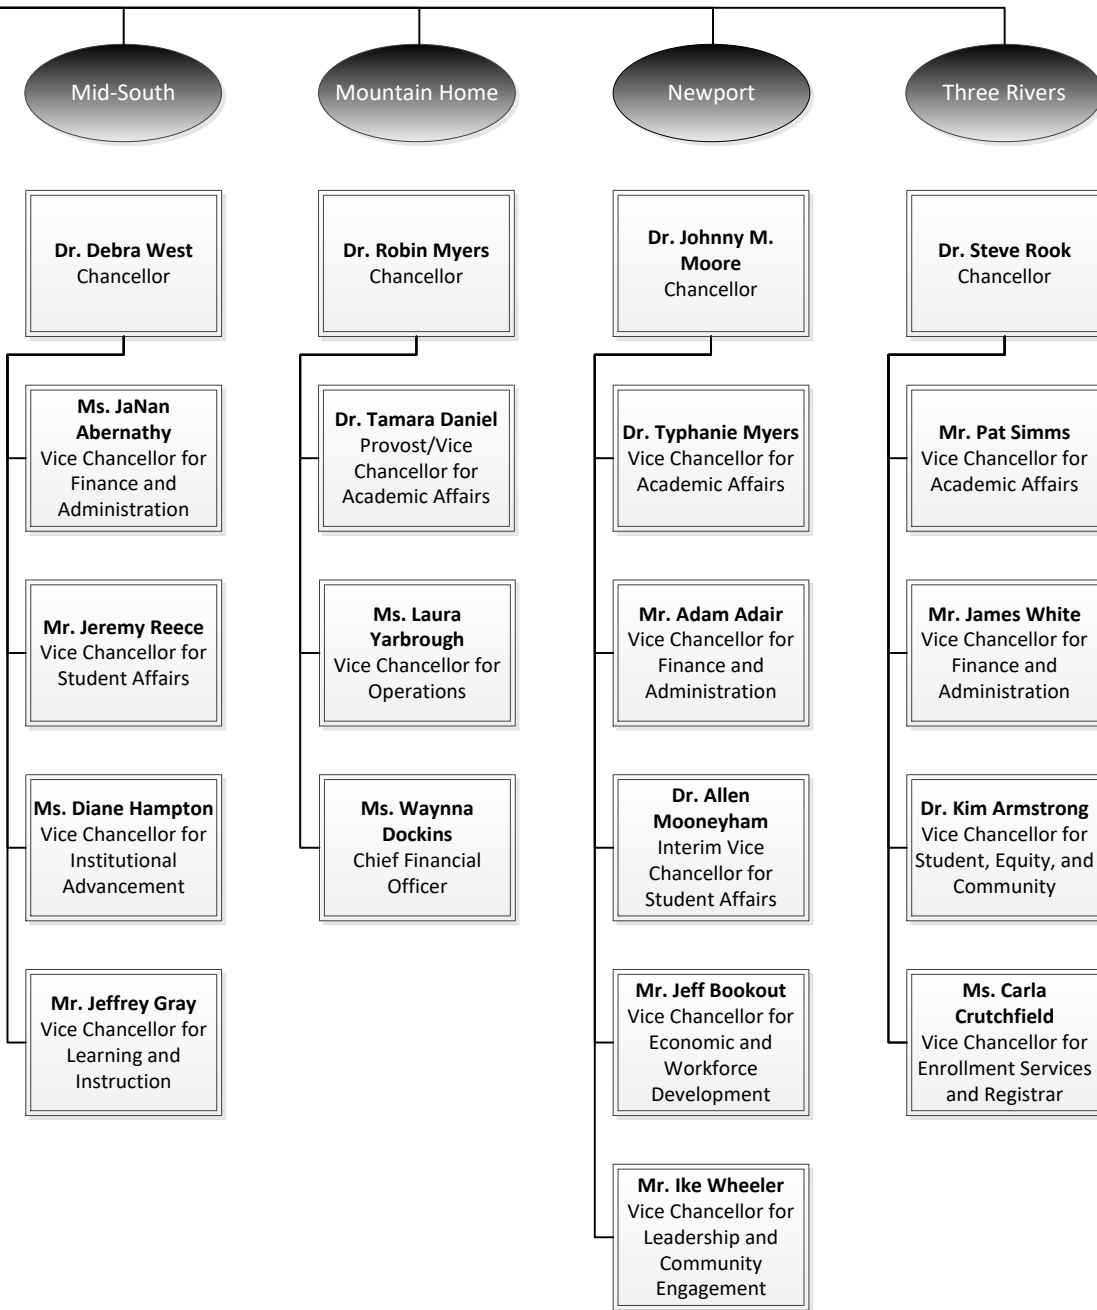 Mid-South
Mountain Home
Newport
Three Rivers
Dr. Debra West
Chancellor
Ms. JaNan
Abernathy
Vice Chancellor for
Finance and
Administration
Mr. Jeremy Reece
Vice Chancellor for
Student Affairs
Ms. Diane Hampton
Vice Chancellor for
Institutional
Advancement
Mr. Jeffrey Gray
Vice Chancellor for
Learning and
Instruction
Dr. Robin Myers
Chancellor
Dr. Tamara Daniel
Provost/Vice
Chancellor for
Academic Affairs
Ms. Laura
Yarbrough
Vice Chancellor for
Operations
Ms. Waynna
Dockins
Chief Financial
Officer
Dr. Johnny M.
Moore
Chancellor
Dr. Typhanie Myers
Vice Chancellor for
Academic Affairs
Mr. Adam Adair
Vice Chancellor for
Finance and
Administration
Dr. Allen
Mooneyham
Interim Vice
Chancellor for
Student Affairs
Mr. Jeff Bookout
Vice Chancellor for
Economic and
Workforce
Development
Mr. Ike Wheeler
Vice Chancellor for
Leadership and
Community
Engagement
Dr. Steve Rook
Chancellor
Mr. Pat Simms
Vice Chancellor for
Academic Affairs
Mr. James White
Vice Chancellor for
Finance and
Administration
Dr. Kim Armstrong
Vice Chancellor for
Student, Equity, and
Community
Ms. Carla
Crutchfield
Vice Chancellor for
Enrollment Services
and Registrar